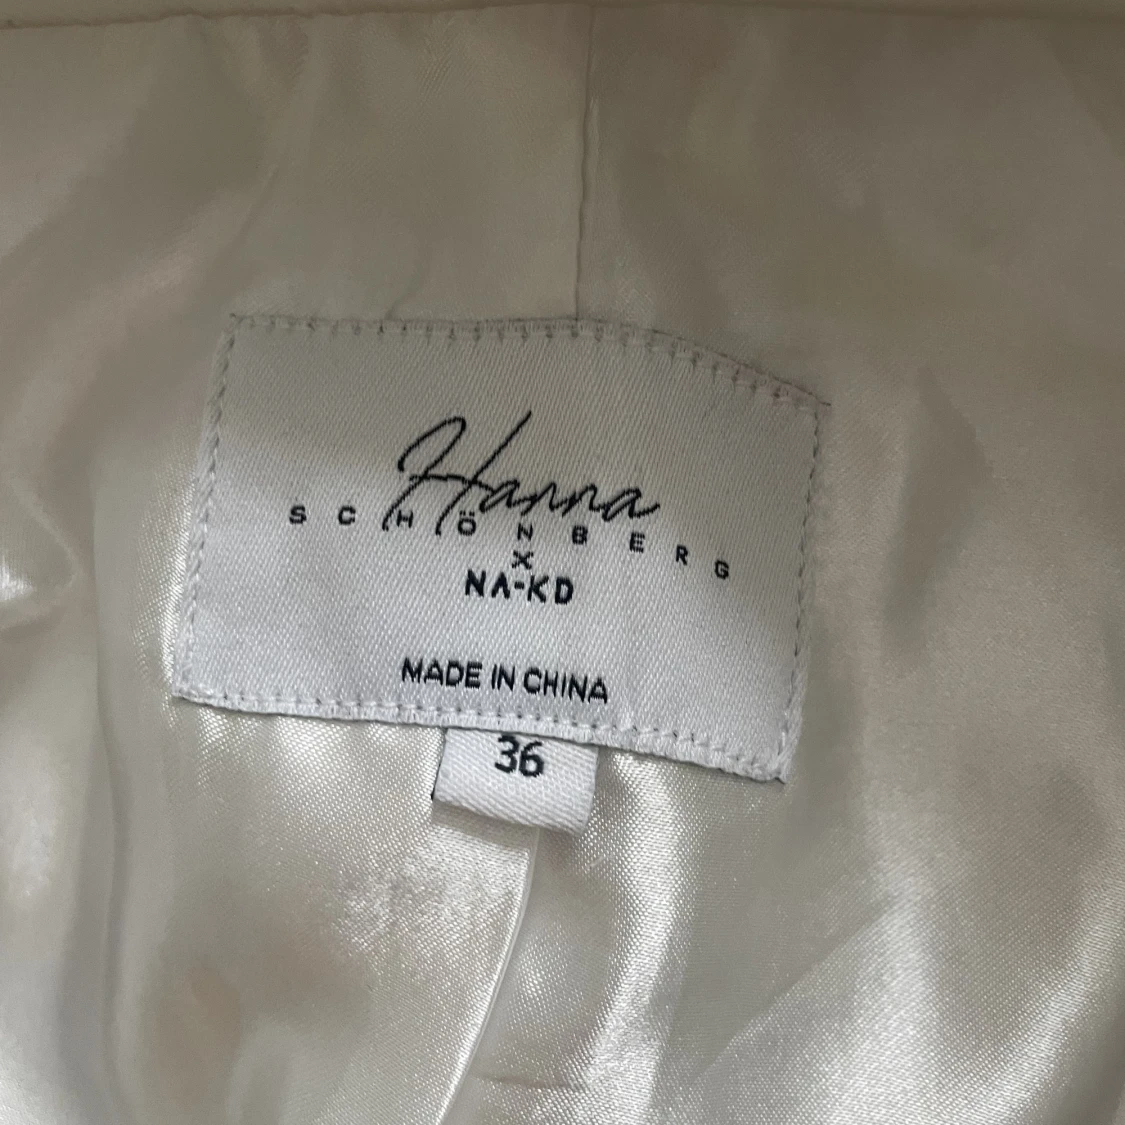 Hanna
SCHÖNBERG
X
NA-KD
MADE IN CHINA
36